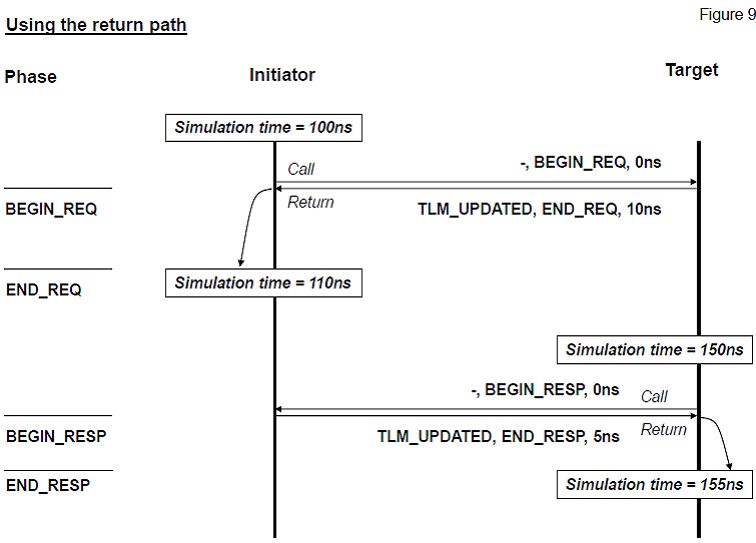 Figure 9
Using the return path
Phase
Initiator
Target
Simulation time = 100ns
Call
-, BEGIN_REQ, 0ns
BEGIN_REQ
Return
TLM_UPDATED, END_REQ, 10ns
END_REQ
Simulation time = 110ns
Simulation time = 150ns
-, BEGIN_RESP, 0ns
Call
BEGIN_RESP
TLM_UPDATED, END_RESP, 5ns
Return
END_RESP
Simulation time = 155ns